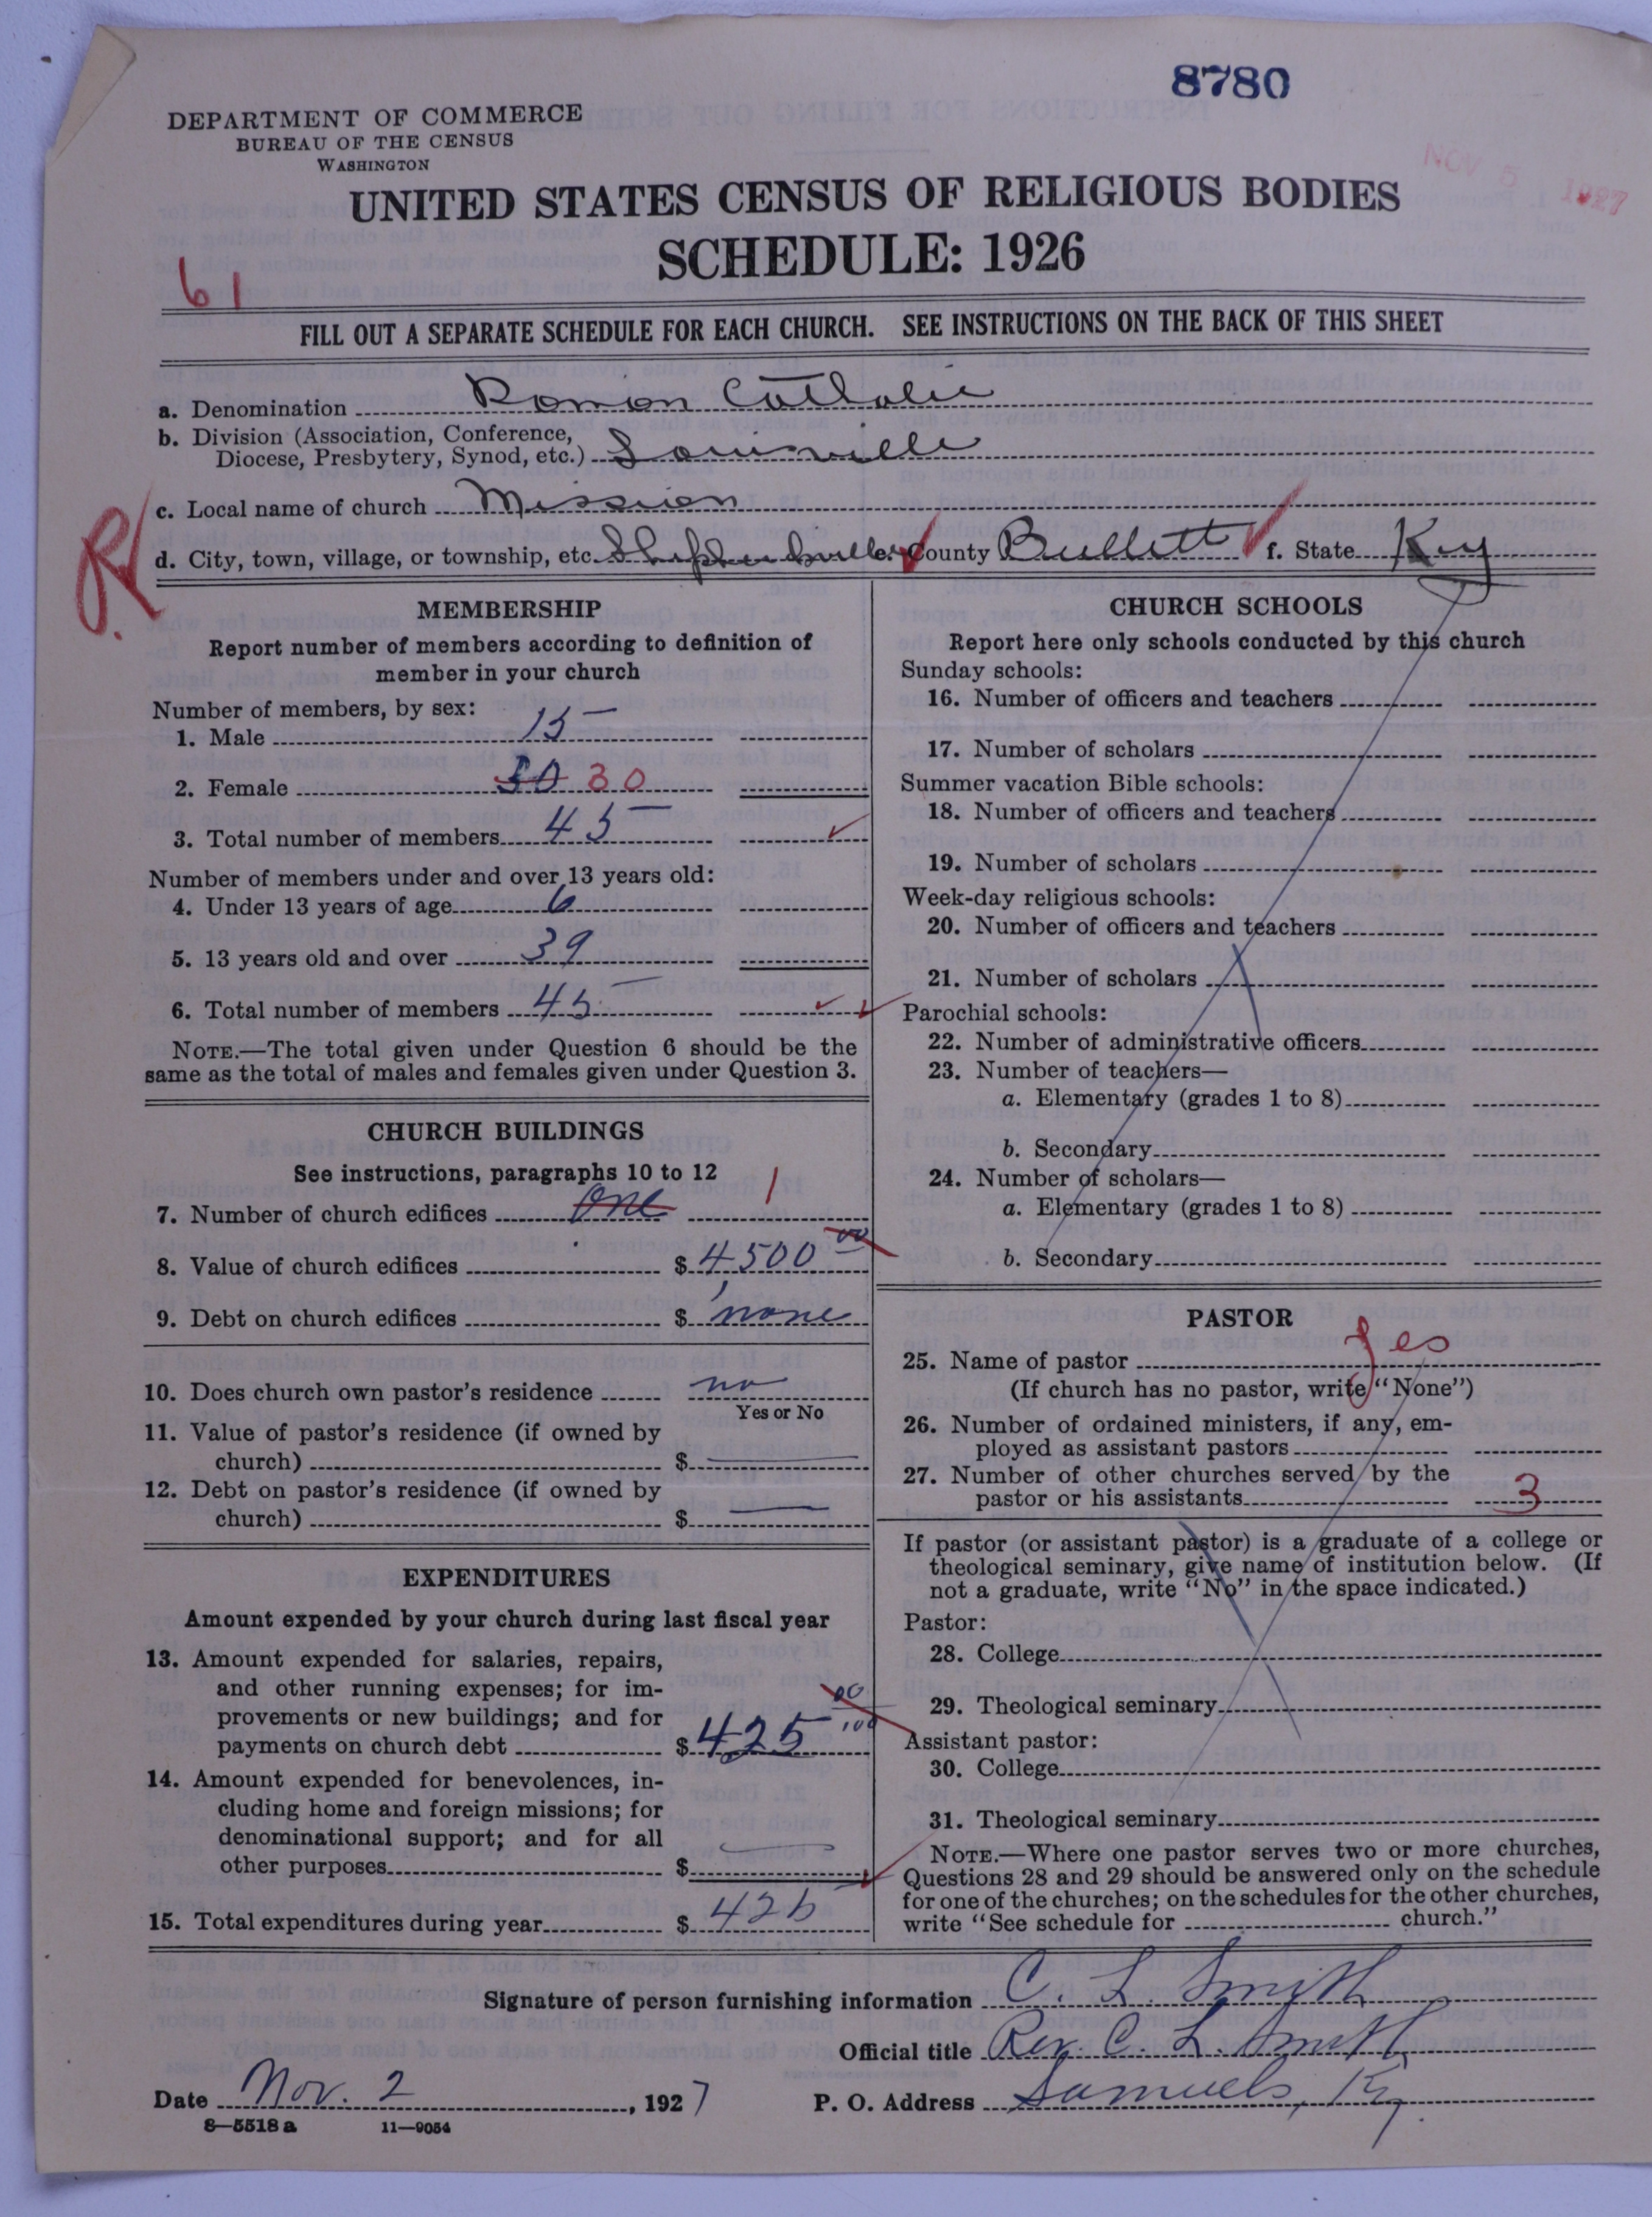 8780
DEPARTMENT OF COMMERCE
BUREAU OF THE CENSUS
WASHINGTON
NOV 5 1927
UNITED STATES CENSUS OF RELIGIOUS BODIES
SCHEDULE: 1926
61
FILL OUT A SEPARATE SCHEDULE FOR EACH CHURCH. SEE INSTRUCTIONS ON THE BACK OF THIS SHEET
a. Denomination Roman Catholic
b. Division (Association, Conference,
Diocese, Presbytery, Synod, etc.) Louisville
c. Local name of church Mission
R
d. City, town, village, or township, etc. Shepherdsville e. County Bullett f. State Ky
MEMBERSHIP
Report number of members according to definition of
member in your church
Number of members, by sex:
1. Male 15
2. Female 30 30
3. Total number of members 45
Number of members under and over 13 years old:
4. Under 13 years of age 6
5. 13 years old and over 39
6. Total number of members 45
NOTE.—The total given under Question 6 should be the
same as the total of males and females given under Question 3.
CHURCH BUILDINGS
See instructions, paragraphs 10 to 12
7. Number of church edifices one 1
8. Value of church edifices $ 4500 00
9. Debt on church edifices $ none
10. Does church own pastor's residence no
Yes or No
11. Value of pastor's residence (if owned by
church) $
12. Debt on pastor's residence (if owned by
church) $
EXPENDITURES
Amount expended by your church during last fiscal year
13. Amount expended for salaries, repairs,
and other running expenses; for im-
provements or new buildings; and for
payments on church debt $ 425 00/100
14. Amount expended for benevolences, in-
cluding home and foreign missions; for
denominational support; and for all
other purposes $
15. Total expenditures during year $ 425
CHURCH SCHOOLS
Report here only schools conducted by this church
Sunday schools:
16. Number of officers and teachers
17. Number of scholars
Summer vacation Bible schools:
18. Number of officers and teachers
19. Number of scholars
Week-day religious schools:
20. Number of officers and teachers
21. Number of scholars
Parochial schools:
22. Number of administrative officers
23. Number of teachers—
a. Elementary (grades 1 to 8)
b. Secondary
24. Number of scholars—
a. Elementary (grades 1 to 8)
b. Secondary
PASTOR
25. Name of pastor yes
(If church has no pastor, write "None")
26. Number of ordained ministers, if any, em-
ployed as assistant pastors
27. Number of other churches served by the
pastor or his assistants 3
If pastor (or assistant pastor) is a graduate of a college or
theological seminary, give name of institution below. (If
not a graduate, write "No" in the space indicated.)
Pastor:
28. College
29. Theological seminary
Assistant pastor:
30. College
31. Theological seminary
NOTE.—Where one pastor serves two or more churches,
Questions 28 and 29 should be answered only on the schedule
for one of the churches; on the schedules for the other churches,
write "See schedule for church."
Signature of person furnishing information C. L. Smith
Official title Rev. C. L. Smith
Date Nov. 2, 1927 P. O. Address Samuels, Ky.
8—5518a 11—9054